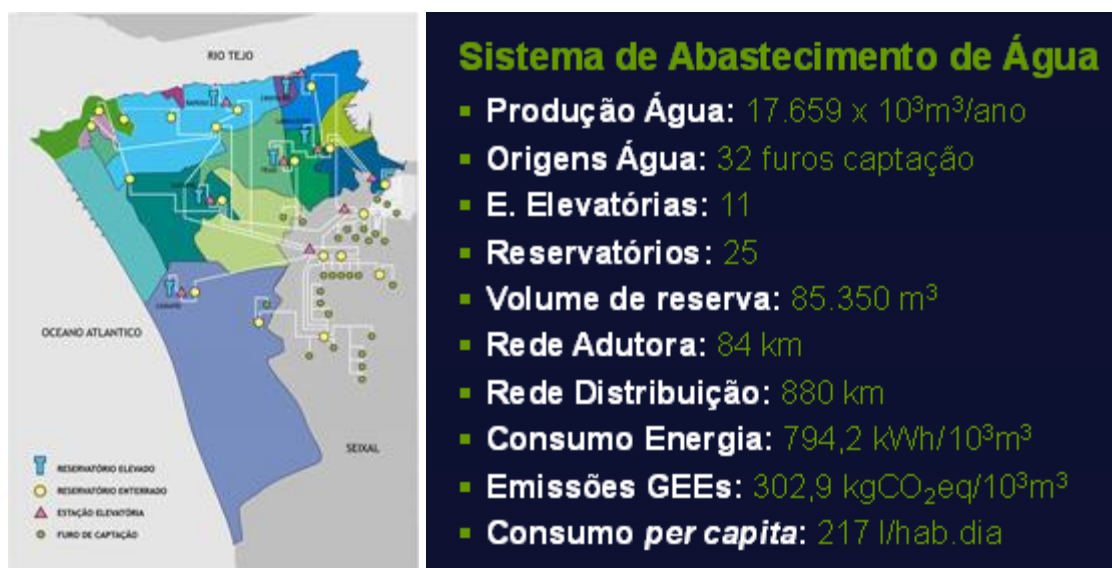 RIO TEJO
OCEANO ATLANTICO
SEIXAL
RESERVATÓRIO ELEVADO
RESERVATÓRIO ENTERRADO
ESTAÇÃO ELEVATÓRIA
FURO DE CAPTAÇÃO
Sistema de Abastecimento de Água
▪ Produção Água: 17.659 x 10³m³/ano
▪ Origens Água: 32 furos captação
▪ E. Elevatórias: 11
▪ Reservatórios: 25
▪ Volume de reserva: 85.350 m³
▪ Rede Adutora: 84 km
▪ Rede Distribuição: 880 km
▪ Consumo Energia: 794,2 kWh/10³m³
▪ Emissões GEEs: 302,9 kgCO₂eq/10³m³
▪ Consumo per capita: 217 l/hab.dia